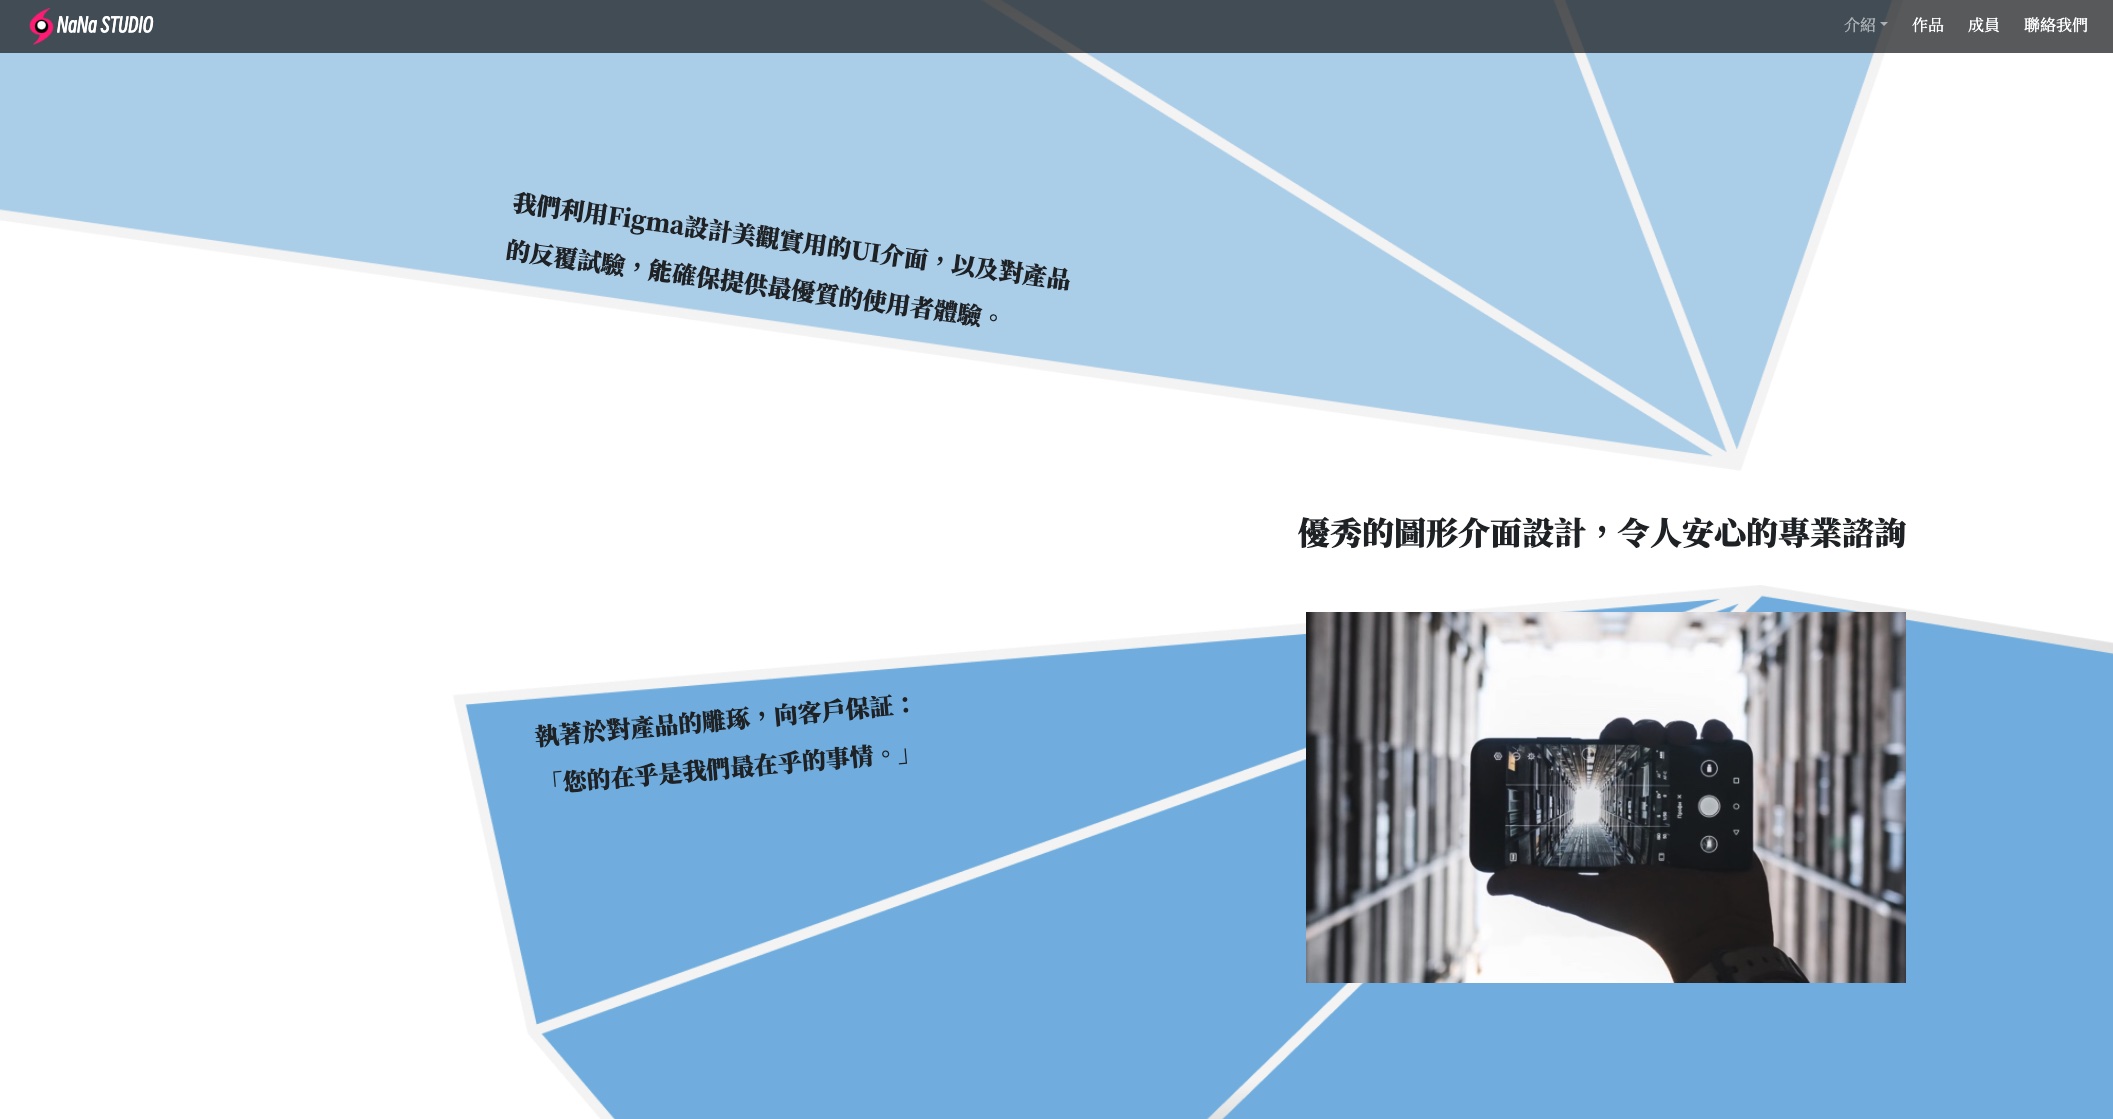 NaNa STUDIO
介紹 作品 成員 聯絡我們
我們利用Figma設計美觀實用的UI介面，以及對產品
的反覆試驗，能確保提供最優質的使用者體驗。
優秀的圖形介面設計，令人安心的專業諮詢
執著於對產品的雕琢，向客戶保証：
「您的在乎是我們最在乎的事情。」